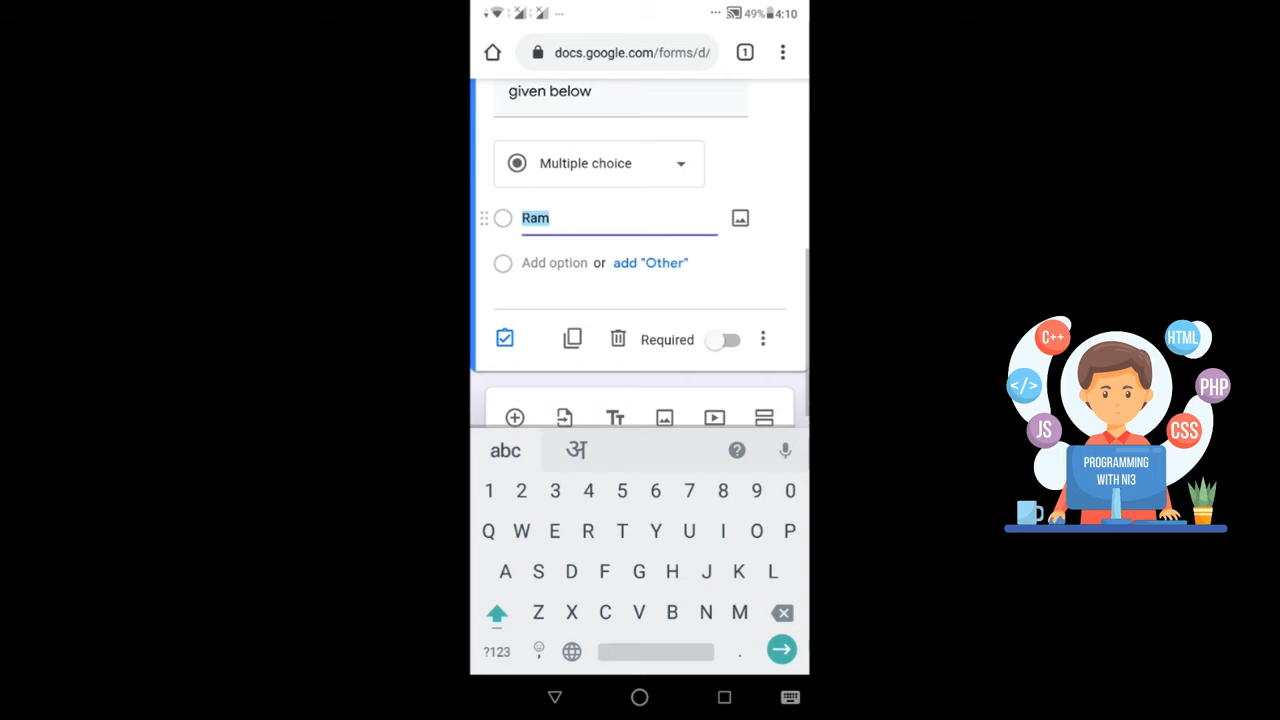 49% 4:10
docs.google.com/forms/d/ 1
given below
Multiple choice
Ram
Add option or add "Other"
Required
abc अ
1 2 3 4 5 6 7 8 9 0
Q W E R T Y U I O P
A S D F G H J K L
Z X C V B N M
?123 , .
C++ HTML
</> PHP
JS CSS
PROGRAMMING
WITH NI3